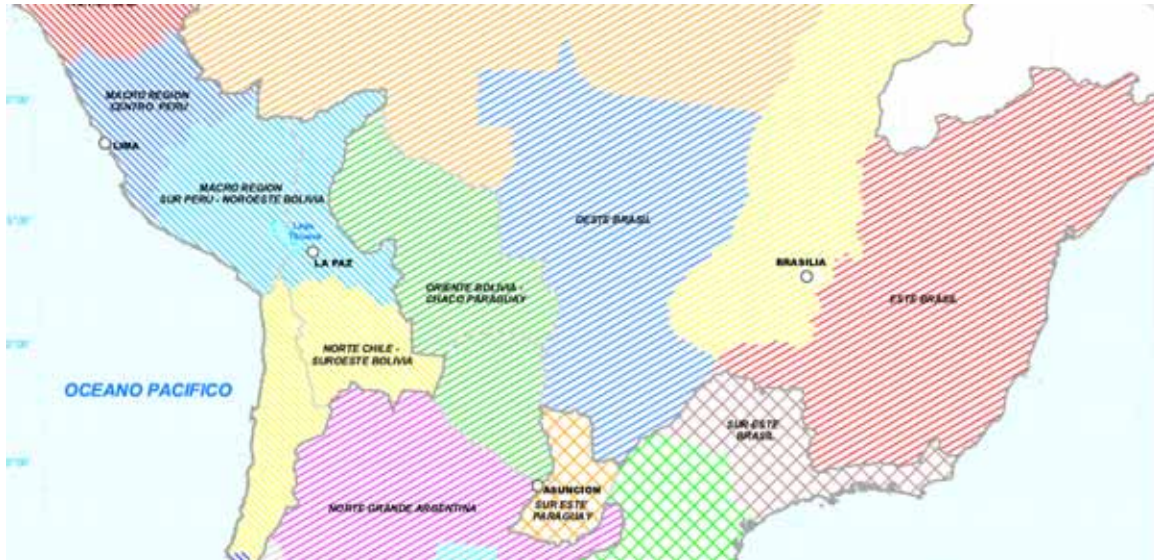 MACRO REGION
CENTRO PERU
LIMA
MACRO REGION
SUR PERU - NOROESTE BOLIVIA
Lago
LA PAZ
OESTE BRASIL
BRASILIA
ORIENTE BOLIVIA -
CHACO PARAGUAY
ESTE BRASIL
NORTE CHILE -
SUROESTE BOLIVIA
OCEANO PACIFICO
SUR ESTE
BRASIL
ASUNCION
NORTE GRANDE ARGENTINA
SUR ESTE
PARAGUAY